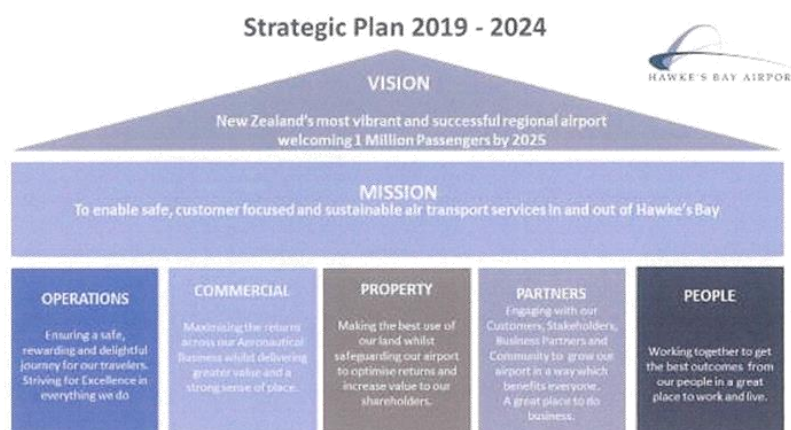 Strategic Plan 2019 - 2024
HAWKE'S BAY AIRPOR
VISION
New Zealand's most vibrant and successful regional airport
welcoming 1 Million Passengers by 2025
MISSION
To enable safe, customer focused and sustainable air transport services in and out of Hawke's Bay
OPERATIONS
Ensuring a safe,
rewarding and delightful
journey for our travelers.
Striving for Excellence in
everything we do
COMMERCIAL
Maximising the returns
across our Aeronautical
Business whilst delivering
greater value and a
strong sense of place.
PROPERTY
Making the best use of
our land whilst
safeguarding our airport
to optimise returns and
increase value to our
shareholders.
PARTNERS
Engaging with our
Customers, Stakeholders,
Business Partners and
Community to grow our
airport in a way which
benefits everyone.
A great place to do
business.
PEOPLE
Working together to get
the best outcomes from
our people in a great
place to work and live.